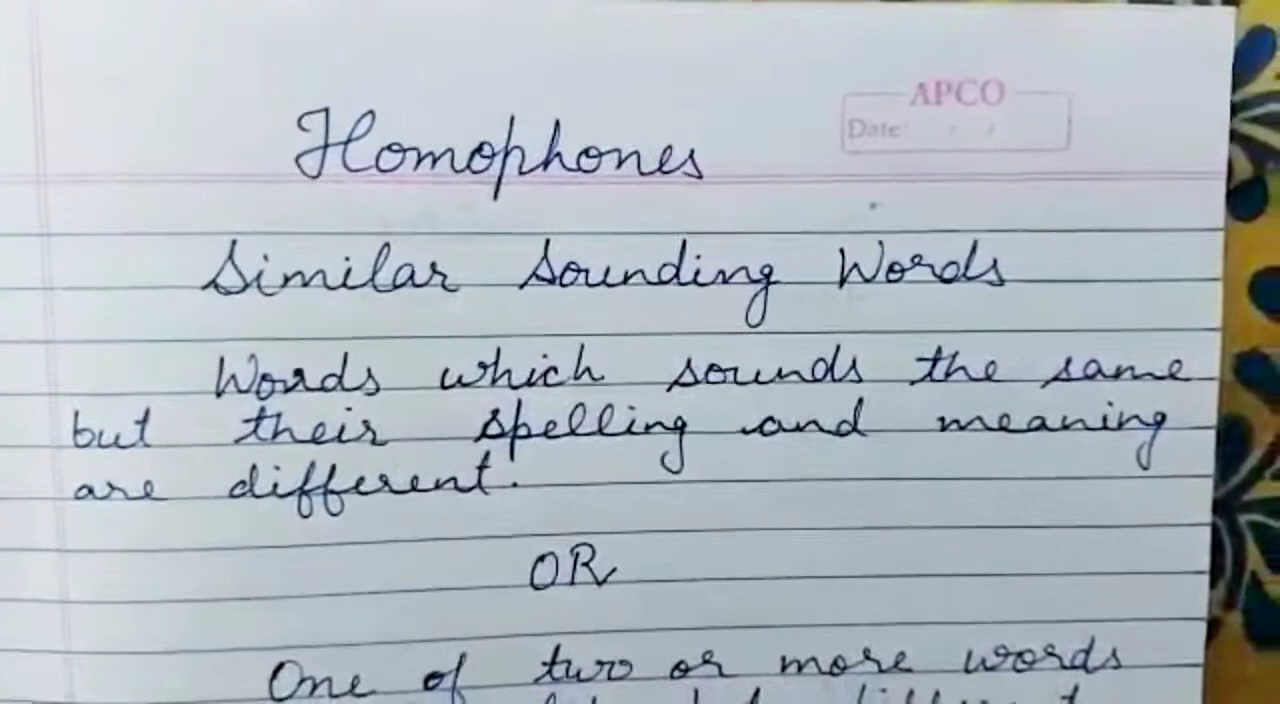 APCO
Date:
Homophones
Similar Sounding Words
Words which sounds the same
but their spelling and meaning
are different.
OR
One of two or more words